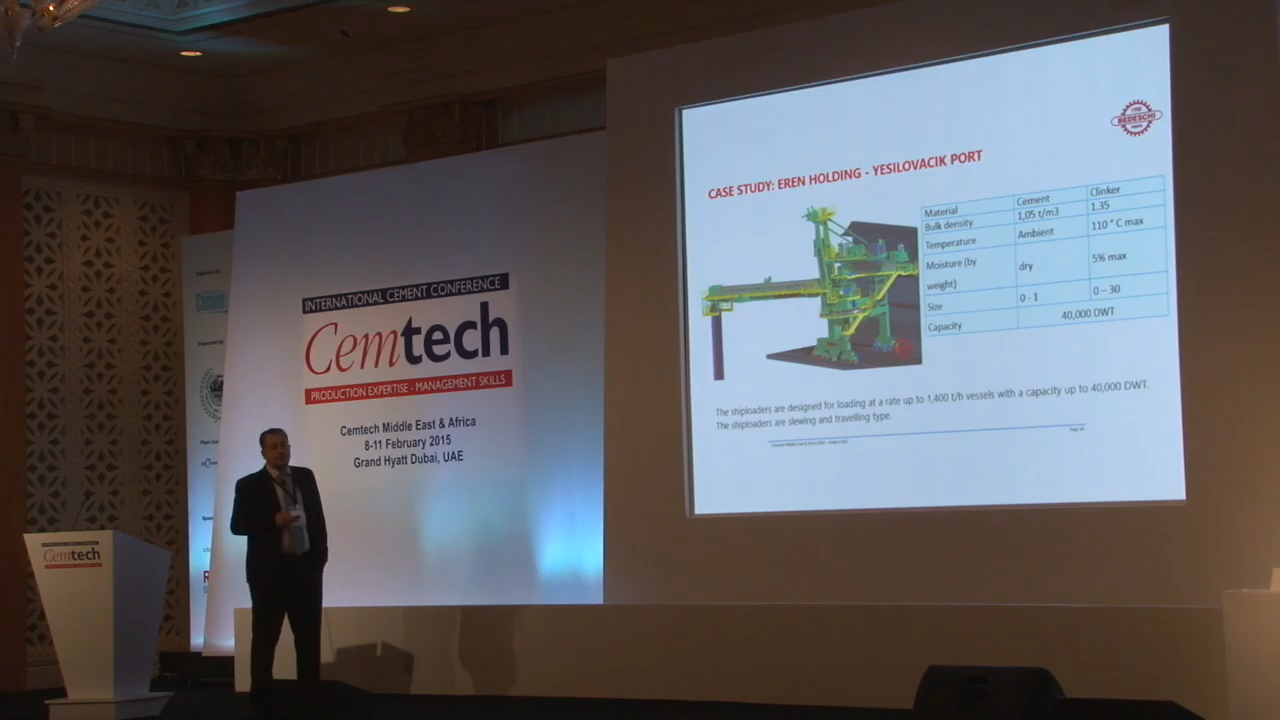 INTERNATIONAL CEMENT CONFERENCE
Cemtech
PRODUCTION EXPERTISE - MANAGEMENT SKILLS
Cemtech Middle East & Africa
8-11 February 2015
Grand Hyatt Dubai, UAE
Cemtech
BEDESCHI
CASE STUDY: EREN HOLDING - YESILOVACIK PORT
Material Cement Clinker
Bulk density 1,05 t/m3 1.35
Temperature Ambient 110 ° C max
Moisture (by weight) dry 5% max
Size 0 - 1 0 – 30
Capacity 40,000 DWT
The shiploaders are designed for loading at a rate up to 1,400 t/h vessels with a capacity up to 40,000 DWT.
The shiploaders are slewing and travelling type.